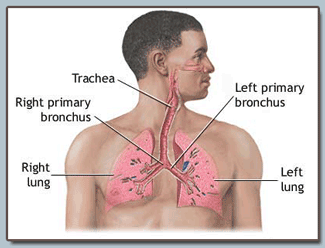 Trachea
Right primary
bronchus
Left primary
bronchus
Right
lung
Left
lung